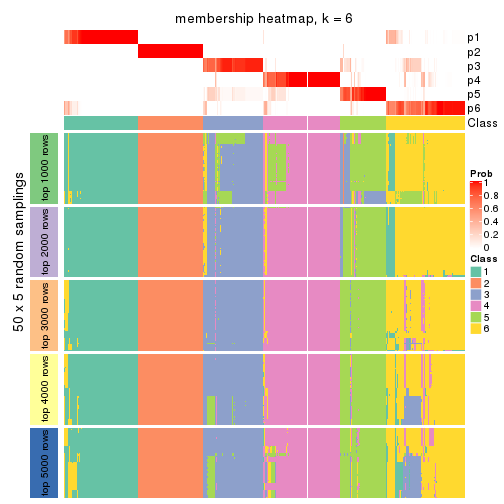 membership heatmap, k = 6
p1
p2
p3
p4
p5
p6
Class
50 x 5 random samplings
top 1000 rows
top 2000 rows
top 3000 rows
top 4000 rows
top 5000 rows
Prob
1
0.8
0.6
0.4
0.2
0
Class
1
2
3
4
5
6